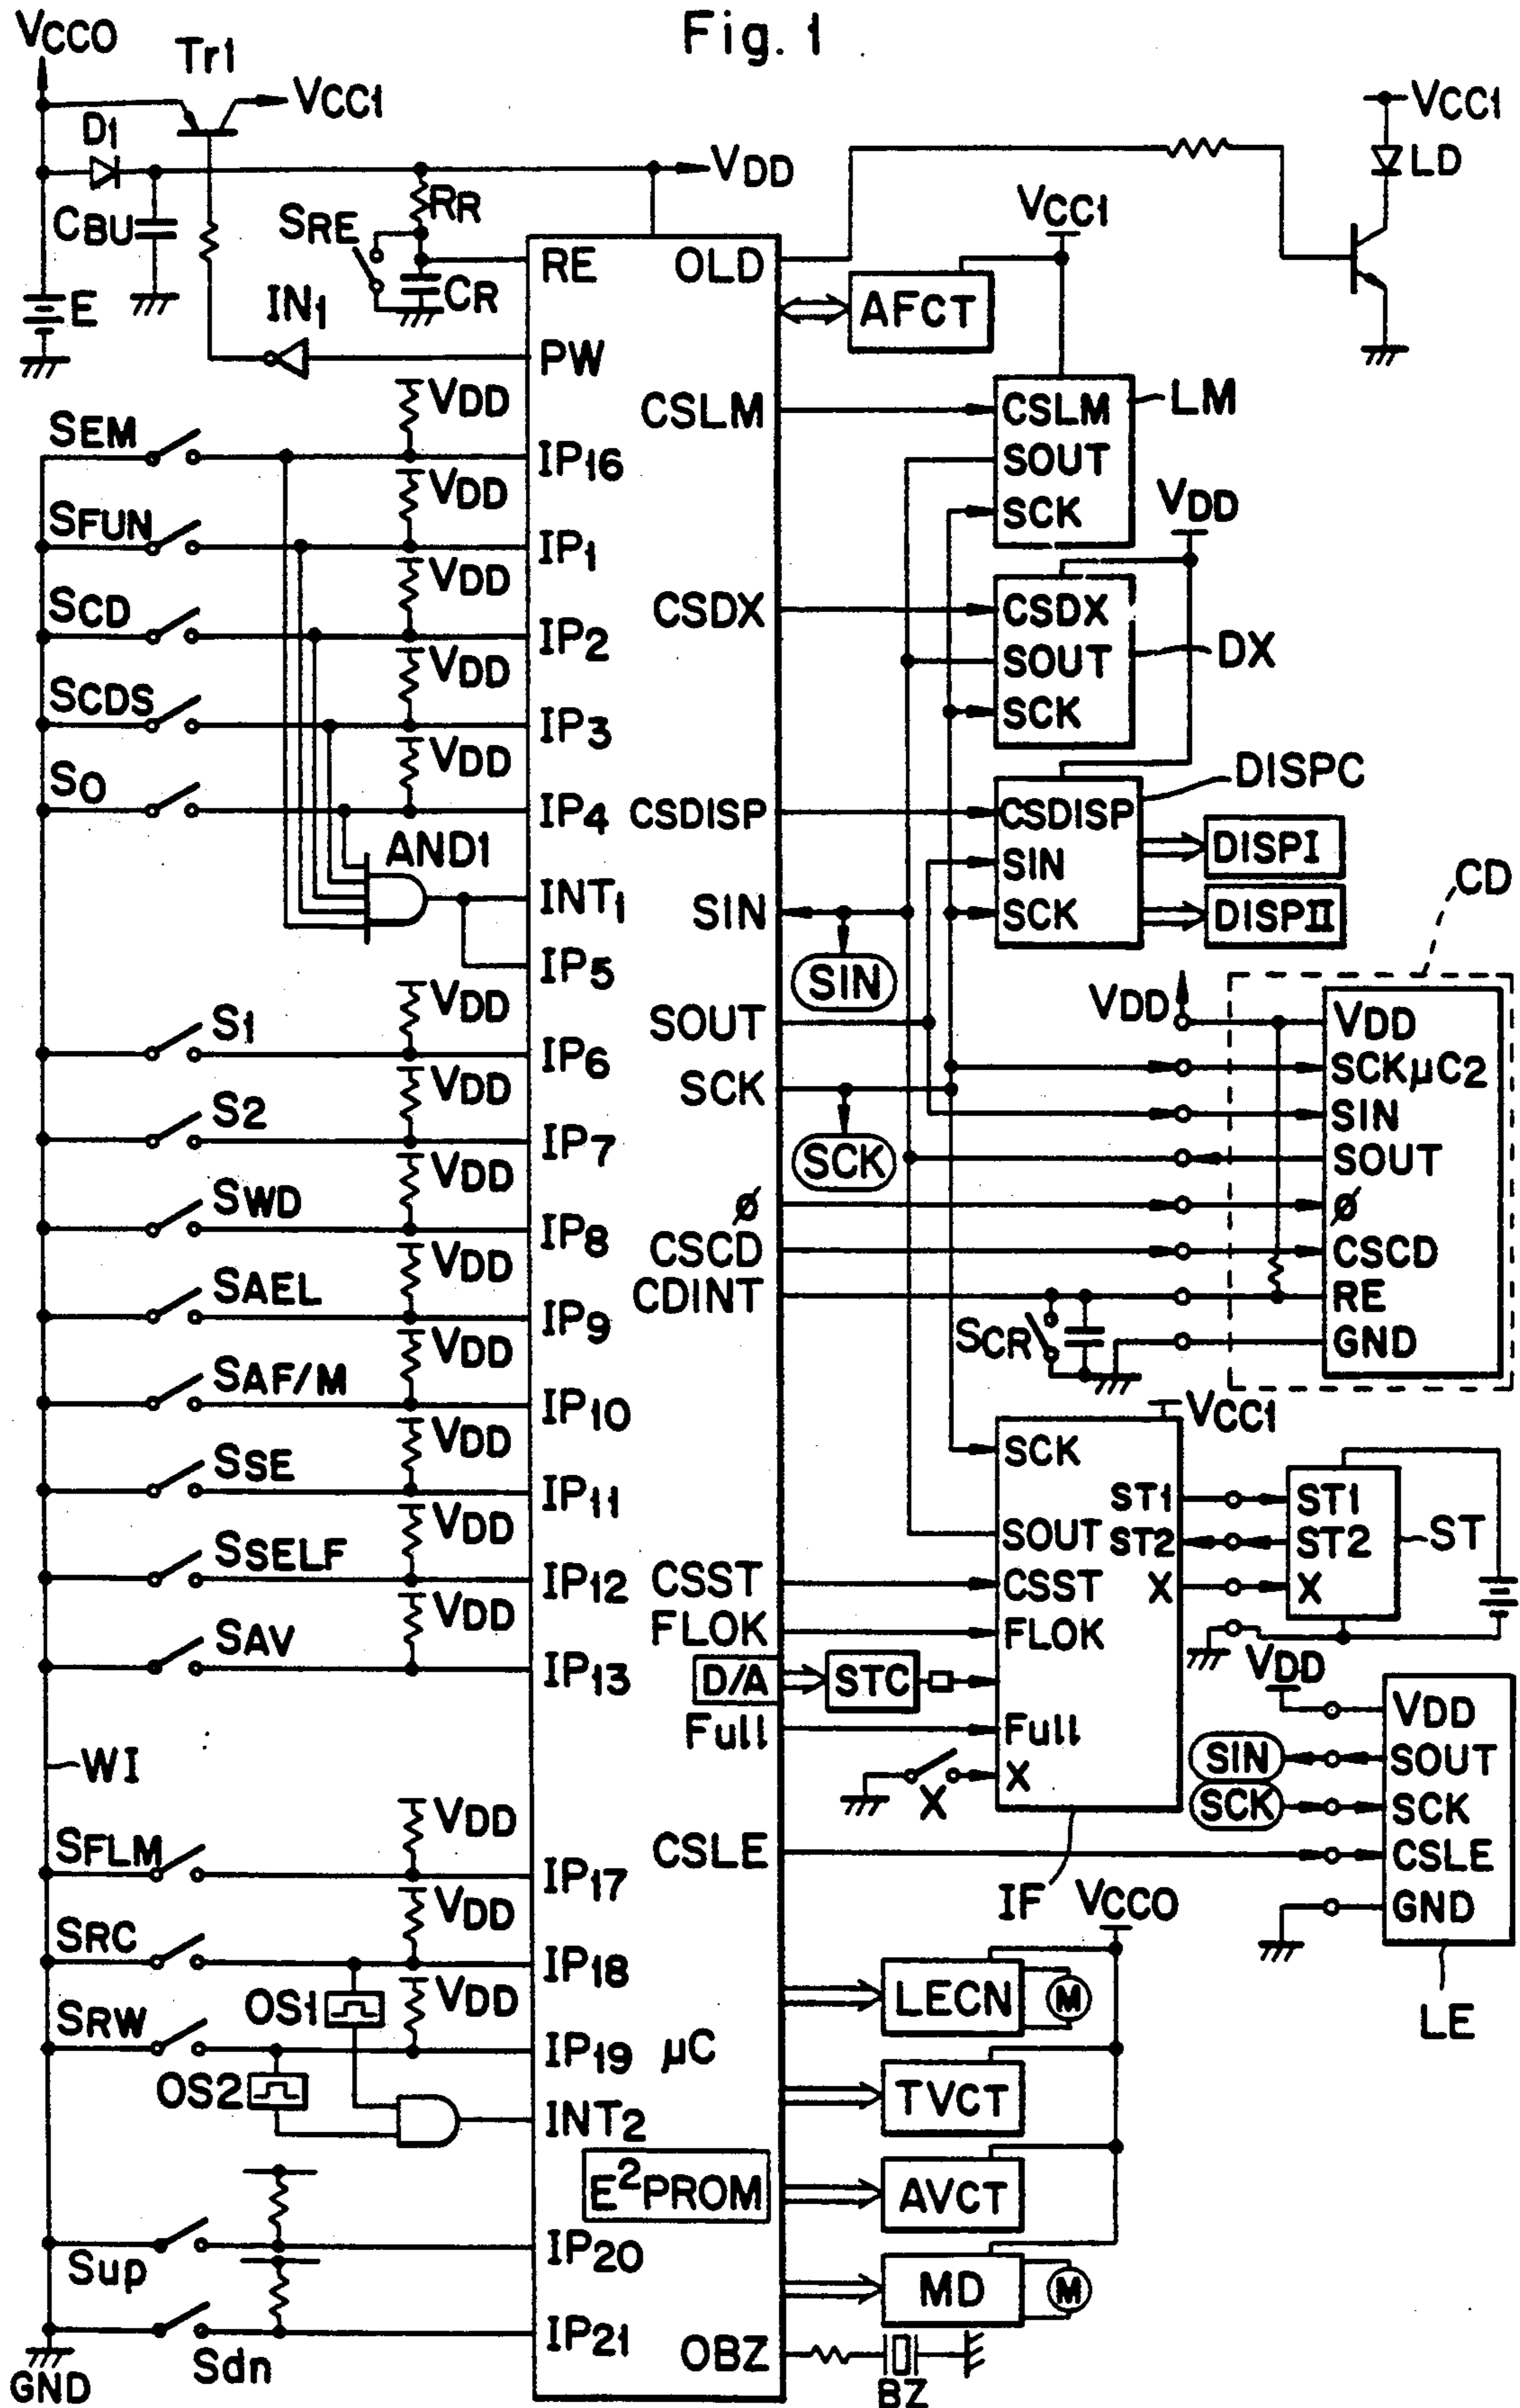 Fig. 1
VCCO
Tr1
VCC1
D1
VDD
CBU
SRE
RR
CR
E
IN1
VCC1
LD
VCC1
RE
OLD
AFCT
PW
VDD
CSLM
CSLM
LM
SOUT
SCK
SEM
IP16
VDD
SFUN
IP1
VDD
VDD
SCD
IP2
CSDX
CSDX
DX
SOUT
SCK
VDD
SCDS
IP3
VDD
DISPC
S0
IP4
CSDISP
CSDISP
SIN
SCK
DISPI
DISPII
AND1
INT1
SIN
SIN
CD
IP5
VDD
S1
IP6
SOUT
VDD
VDD
VDD
S2
IP7
SCK
SCK
SCKµC2
SIN
SOUT
VDD
SWD
IP8
ø
ø
CSCD
CSCD
VDD
SAEL
IP9
CDINT
RE
SCR
GND
VDD
SAF/M
IP10
VCC1
VDD
SSE
IP11
SCK
ST1
ST1
ST
SOUT
ST2
ST2
VDD
SSELF
IP12
CSST
CSST
X
X
VDD
FLOK
FLOK
SAV
IP13
D/A
STC
VDD
VDD
Full
Full
SIN
SOUT
WI
X
X
SCK
SCK
VDD
SFLM
IP17
CSLE
CSLE
IF
GND
VDD
VCCO
SRC
IP18
OS1
VDD
LECN
M
LE
SRW
IP19
µC
OS2
TVCT
INT2
E2PROM
AVCT
Sup
IP20
MD
M
Sdn
IP21
OBZ
BZ
GND